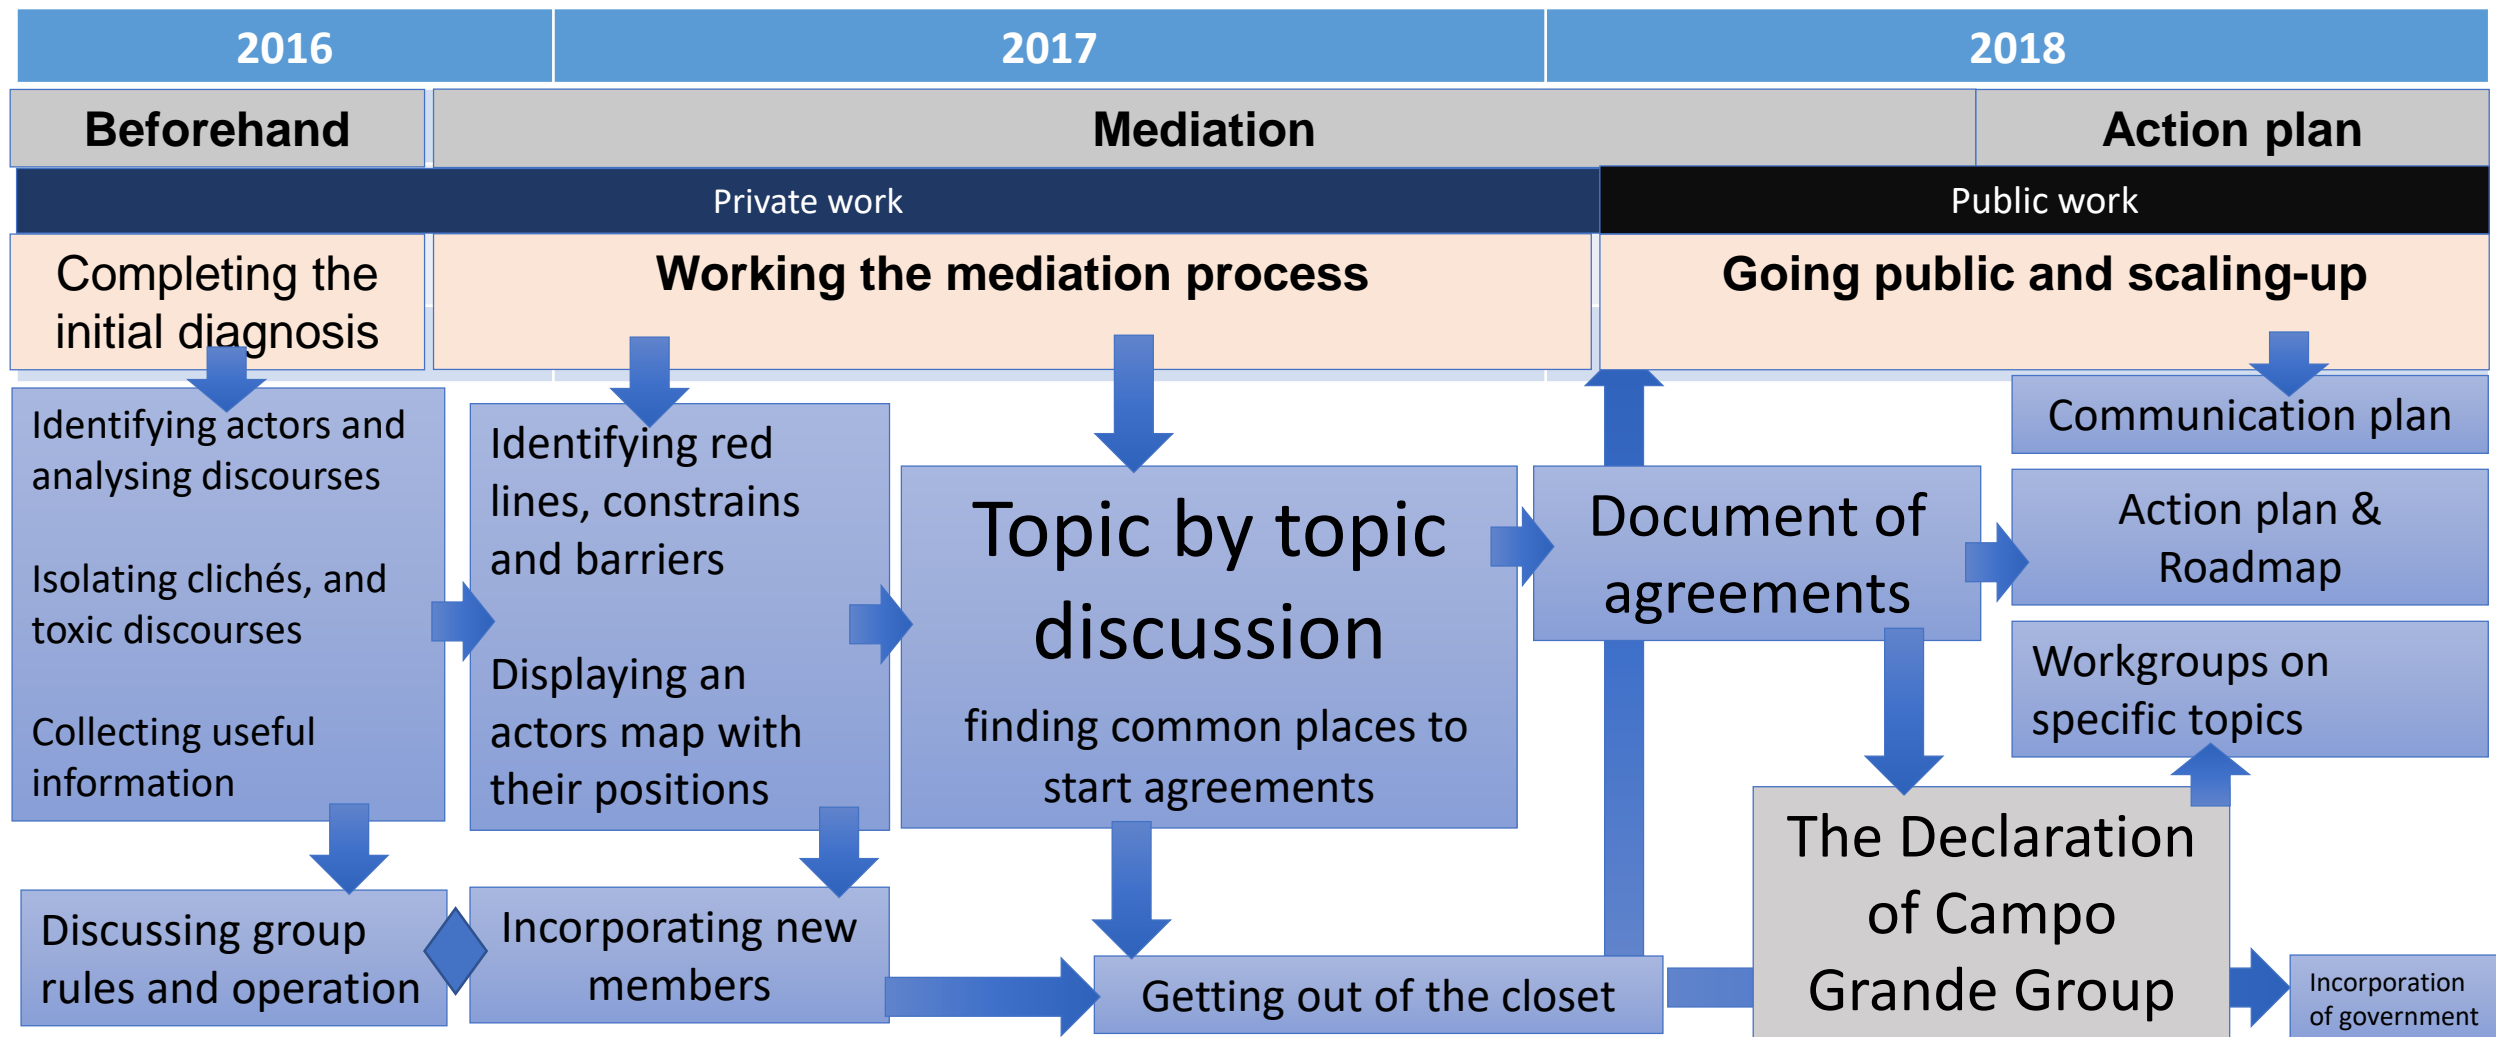 2016
2017
2018
Beforehand
Mediation
Action plan
Private work
Public work
Completing the
initial diagnosis
Working the mediation process
Going public and scaling-up
Identifying actors and
analysing discourses
Isolating clichés, and
toxic discourses
Collecting useful
information
Identifying red
lines, constrains
and barriers
Displaying an
actors map with
their positions
Topic by topic
discussion
finding common places to
start agreements
Document of
agreements
Communication plan
Action plan &
Roadmap
Workgroups on
specific topics
Discussing group
rules and operation
Incorporating new
members
Getting out of the closet
The Declaration
of Campo
Grande Group
Incorporation
of government